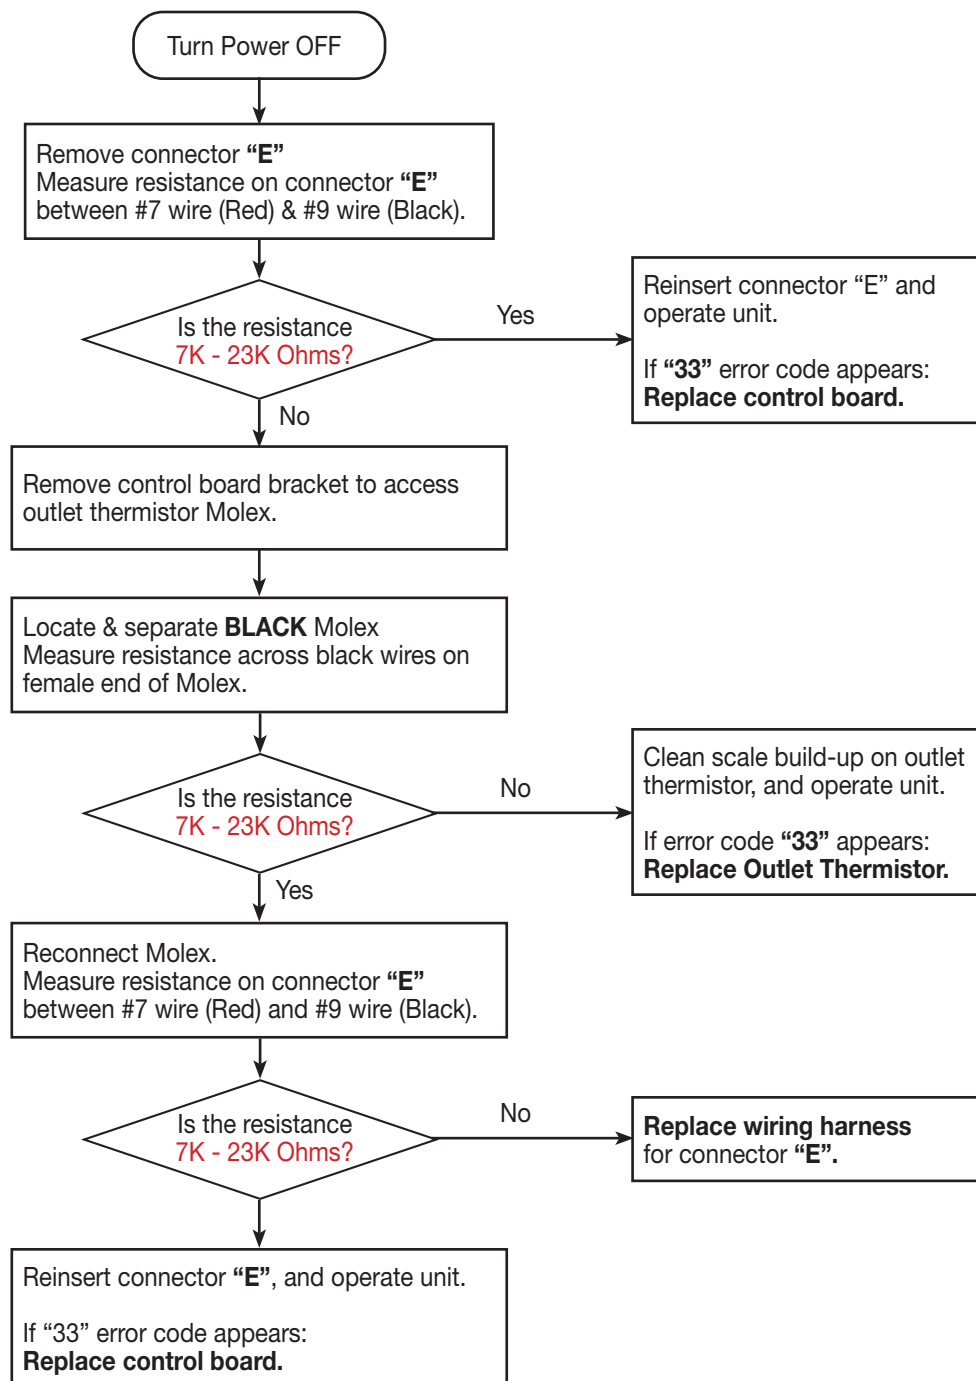 Turn Power OFF
Remove connector “E”
Measure resistance on connector “E”
between #7 wire (Red) & #9 wire (Black).
Is the resistance
7K - 23K Ohms?
Yes
Reinsert connector “E” and
operate unit.
If “33” error code appears:
Replace control board.
No
Remove control board bracket to access
outlet thermistor Molex.
Locate & separate BLACK Molex
Measure resistance across black wires on
female end of Molex.
Is the resistance
7K - 23K Ohms?
No
Clean scale build-up on outlet
thermistor, and operate unit.
If error code “33” appears:
Replace Outlet Thermistor.
Yes
Reconnect Molex.
Measure resistance on connector “E”
between #7 wire (Red) and #9 wire (Black).
Is the resistance
7K - 23K Ohms?
No
Replace wiring harness
for connector “E”.
Reinsert connector “E”, and operate unit.
If “33” error code appears:
Replace control board.